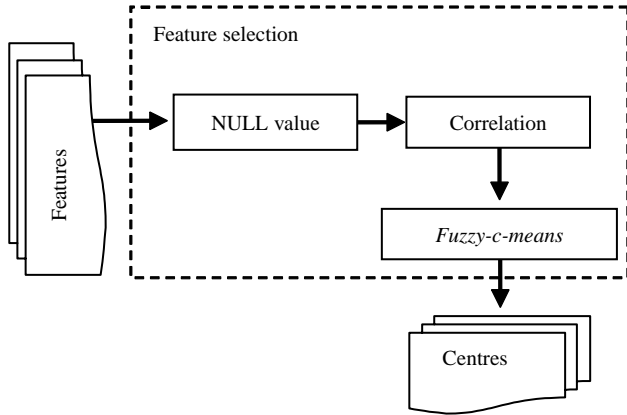 Feature selection
Features
NULL value
Correlation
Fuzzy-c-means
Centres